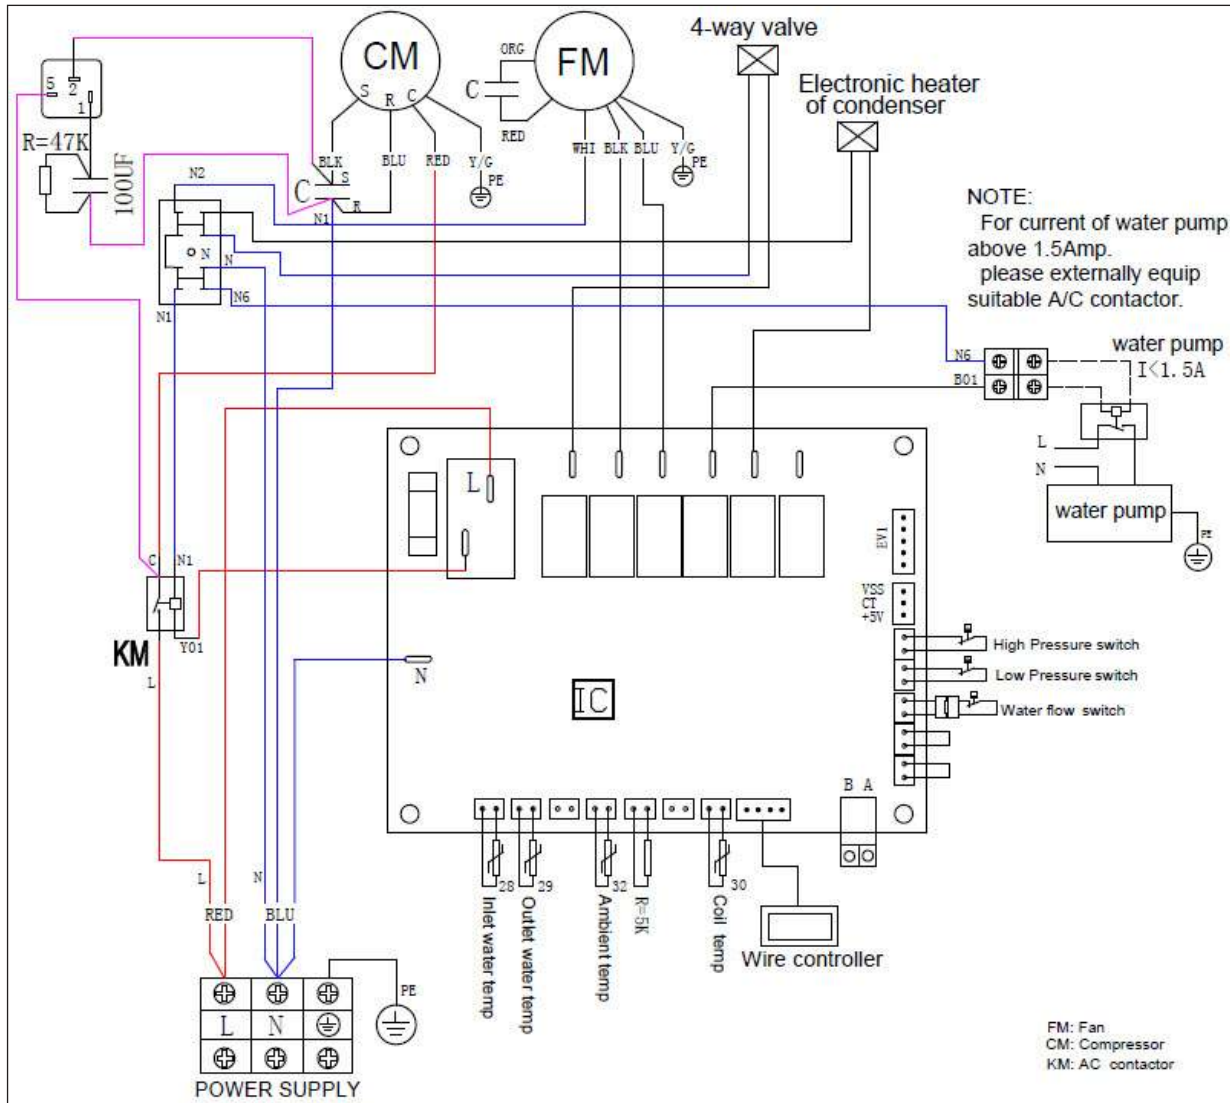 4-way valve
CM
S
R
C
ORG
FM
C
RED
Electronic heater
of condenser
5
2
1
R=47K
100UF
BLK
BLU
RED
Y/G
PE
WHI
BLK
BLU
Y/G
PE
S
C
R
N1
N2
N
N
N6
N1
NOTE:
For current of water pump
above 1.5Amp.
please externally equip
suitable A/C contactor.
water pump
I<1.5A
N6
B01
L
N
water pump
PE
L
EV1
VSS
CT
+5V
C
N1
KM
Y01
L
N
IC
High Pressure switch
Low Pressure switch
Water flow switch
B A
28
29
32
30
Inlet water temp
Outlet water temp
Ambient temp
R=5K
Coil temp
Wire controller
L
N
RED
BLU
PE
L
N
POWER SUPPLY
FM: Fan
CM: Compressor
KM: AC contactor